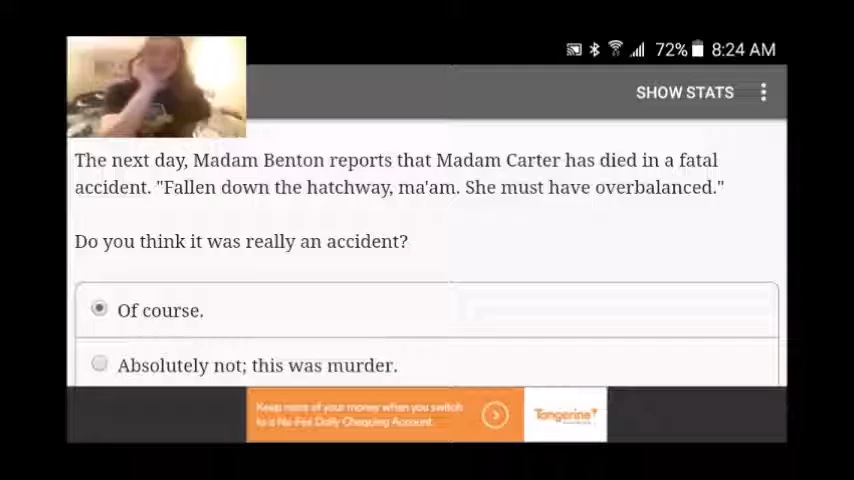 72% 8:24 AM
SHOW STATS
The next day, Madam Benton reports that Madam Carter has died in a fatal
accident. "Fallen down the hatchway, ma'am. She must have overbalanced."
Do you think it was really an accident?
Of course.
Absolutely not; this was murder.
Keep more of your money when you switch
to a No-Fee Daily Chequing Account.
Tangerine